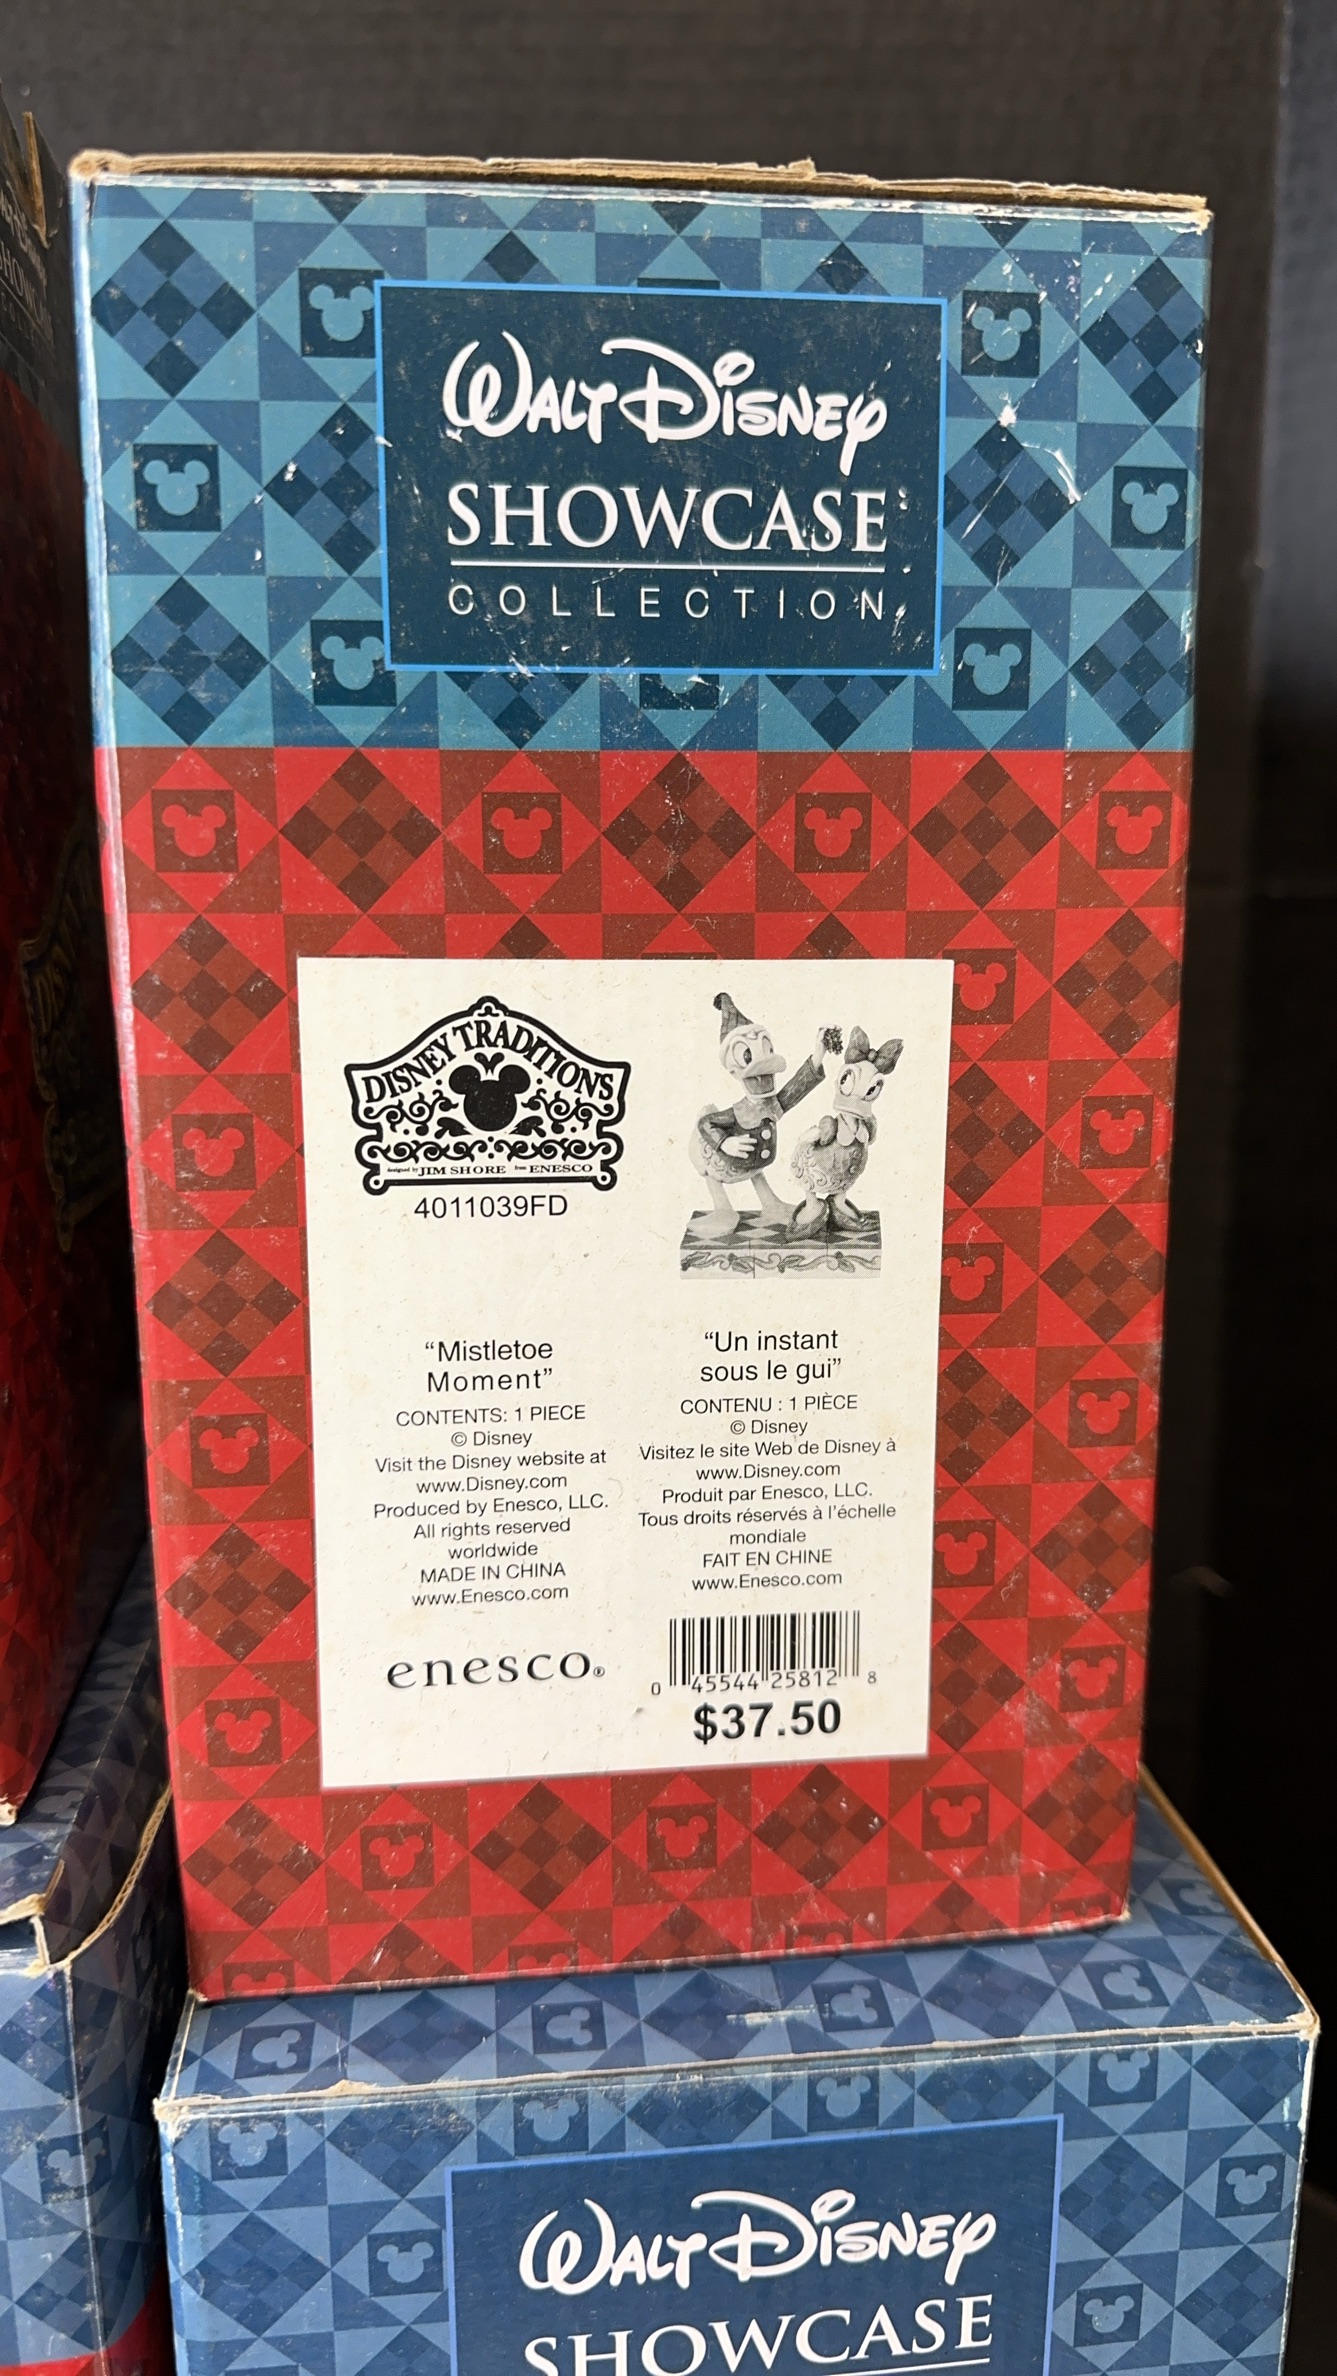 WALT DISNEY
SHOWCASE
COLLECTION
DISNEY TRADITIONS
designed by JIM SHORE from ENESCO
4011039FD
“Mistletoe
Moment”
CONTENTS: 1 PIECE
© Disney
Visit the Disney website at
www.Disney.com
Produced by Enesco, LLC.
All rights reserved
worldwide
MADE IN CHINA
www.Enesco.com
enesco®
“Un instant
sous le gui”
CONTENU : 1 PIÈCE
© Disney
Visitez le site Web de Disney à
www.Disney.com
Produit par Enesco, LLC.
Tous droits réservés à l’échelle
mondiale
FAIT EN CHINE
www.Enesco.com
0 45544 25812 8
$37.50
WALT DISNEY
SHOWCASE